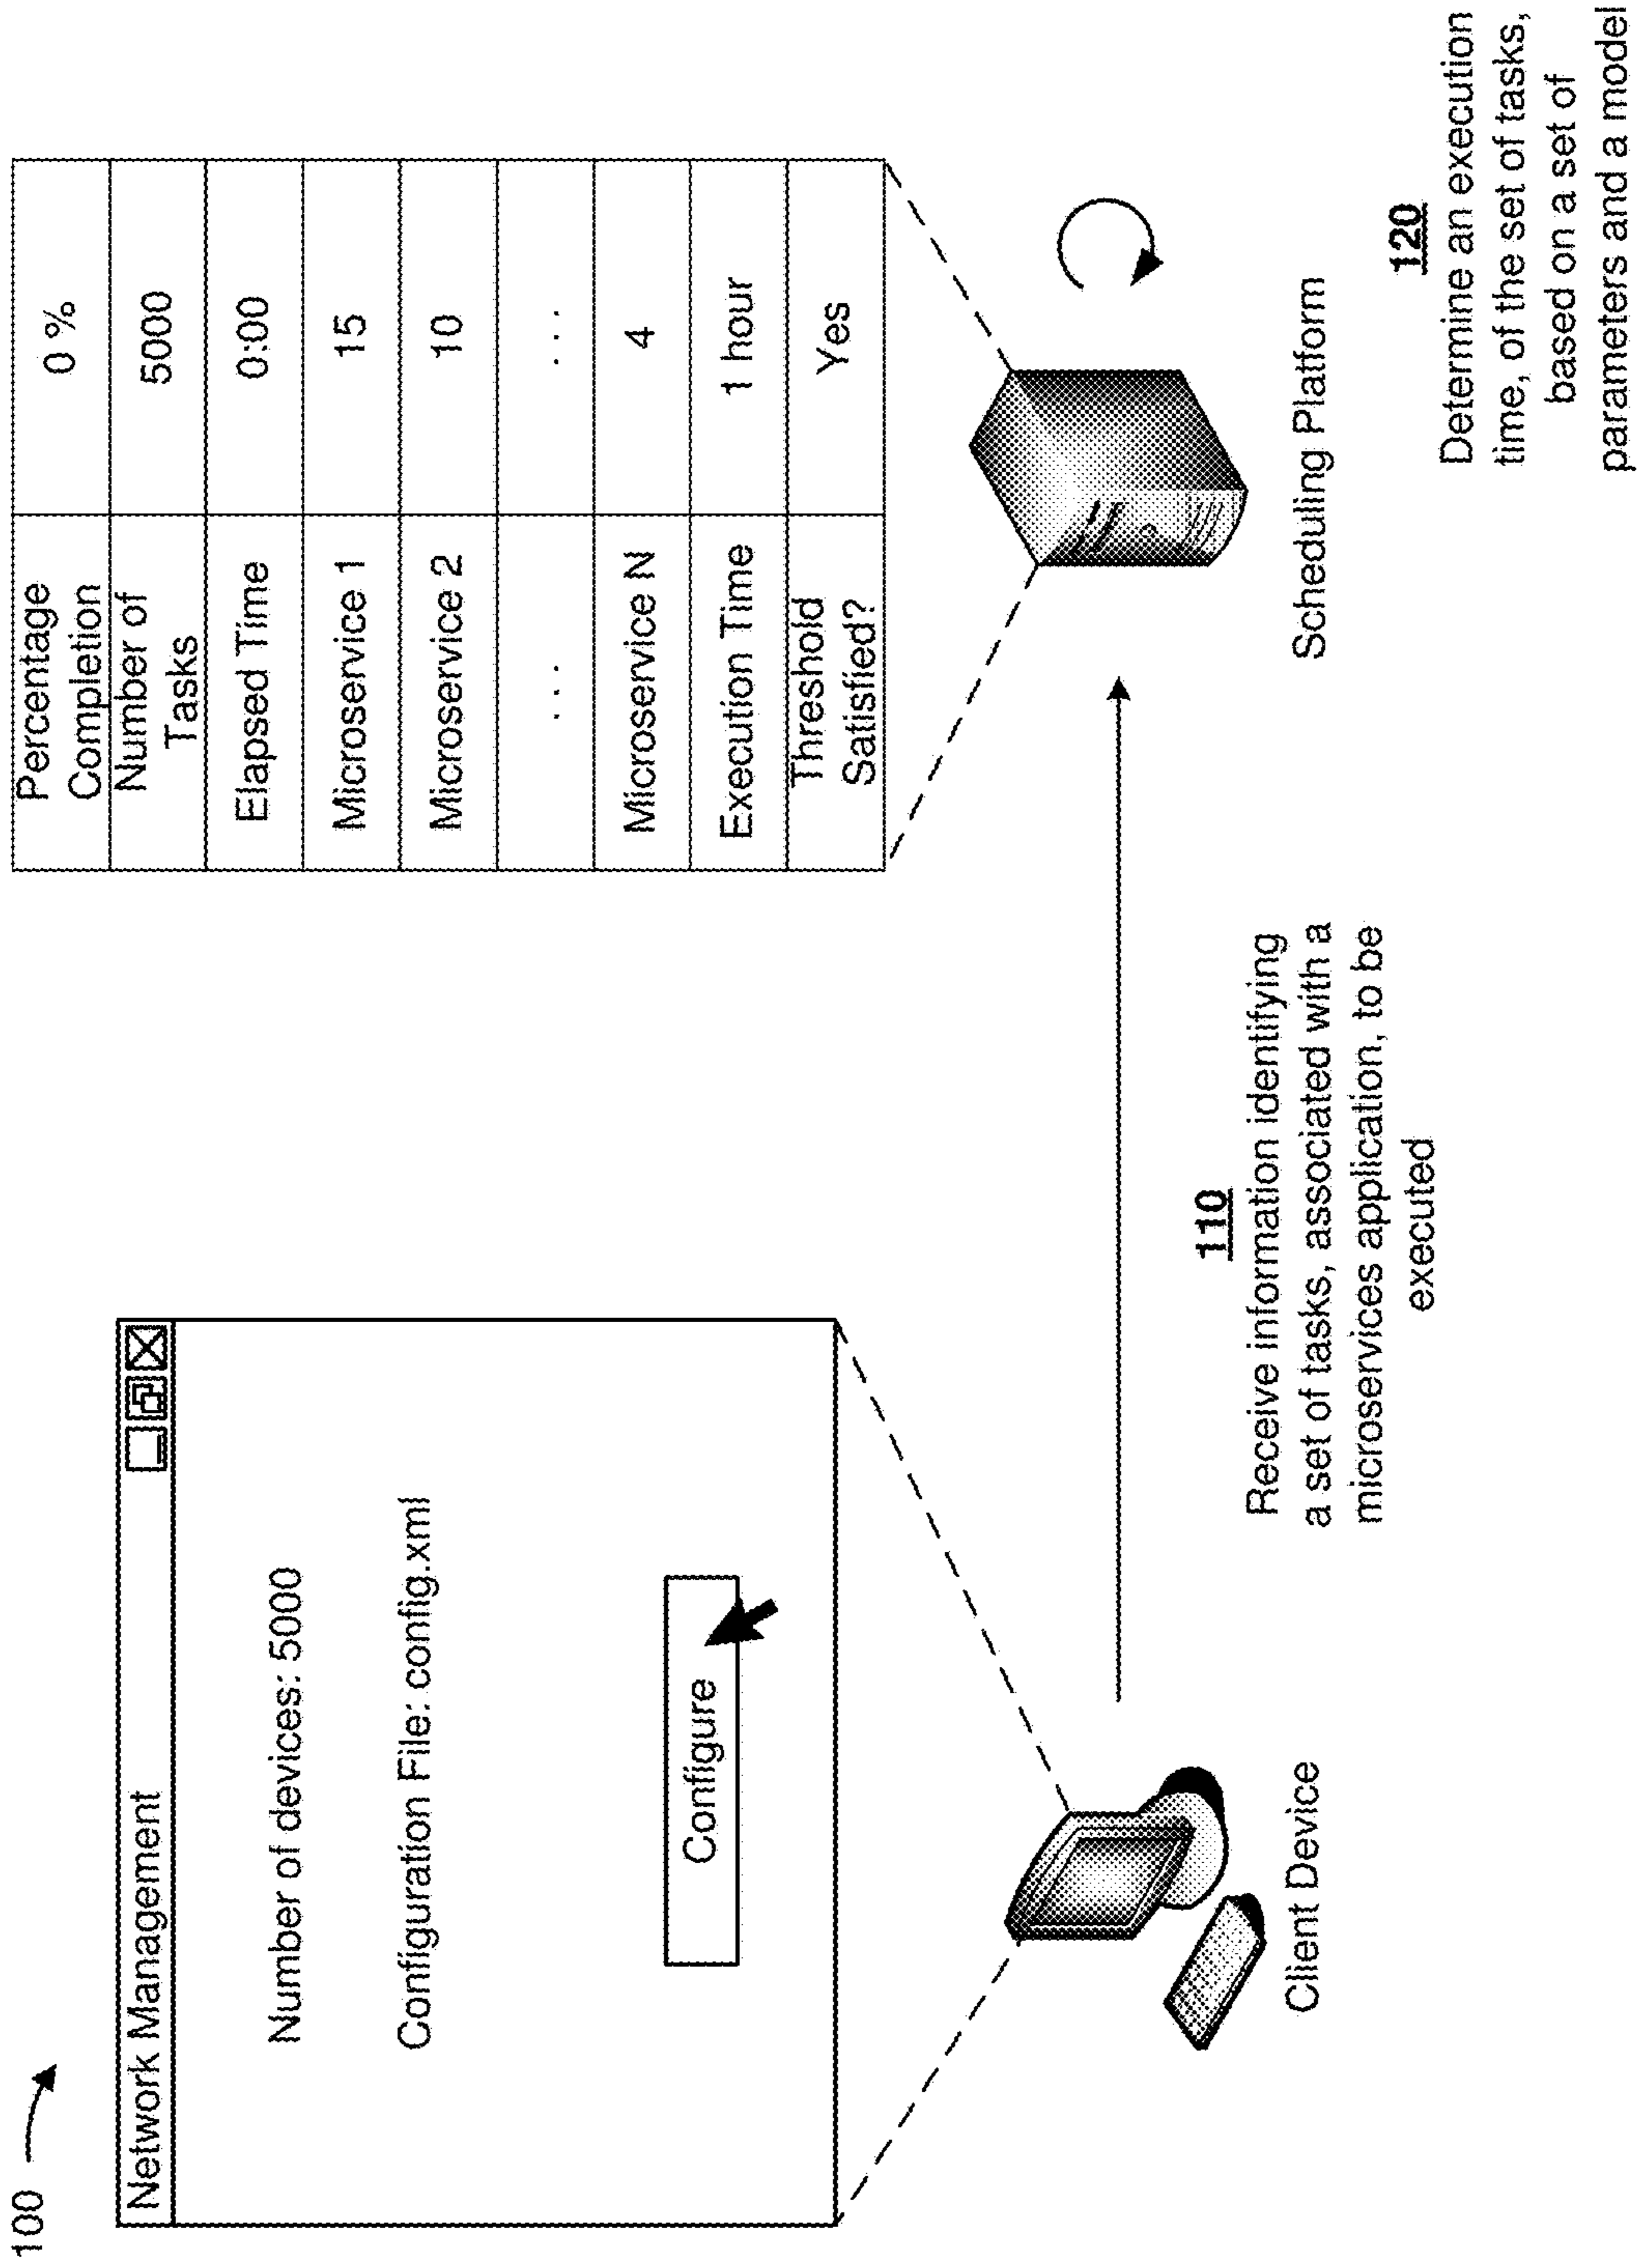 100
Network Management
Number of devices: 5000
Configuration File: config.xml
Configure
Client Device
110
Receive information identifying
a set of tasks, associated with a
microservices application, to be
executed
Percentage
Completion
0 %
Number of
Tasks
5000
Elapsed Time
0:00
Microservice 1
15
Microservice 2
10
. . .
. . .
Microservice N
4
Execution Time
1 hour
Threshold
Satisfied?
Yes
Scheduling Platform
120
Determine an execution
time, of the set of tasks,
based on a set of
parameters and a model